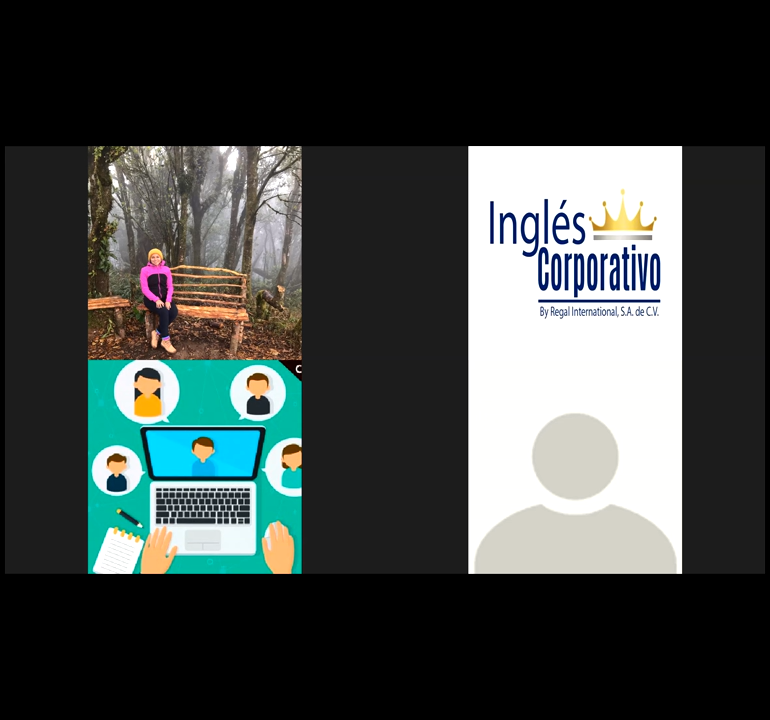 Inglés
Corporativo
By Regal International, S.A. de C.V.